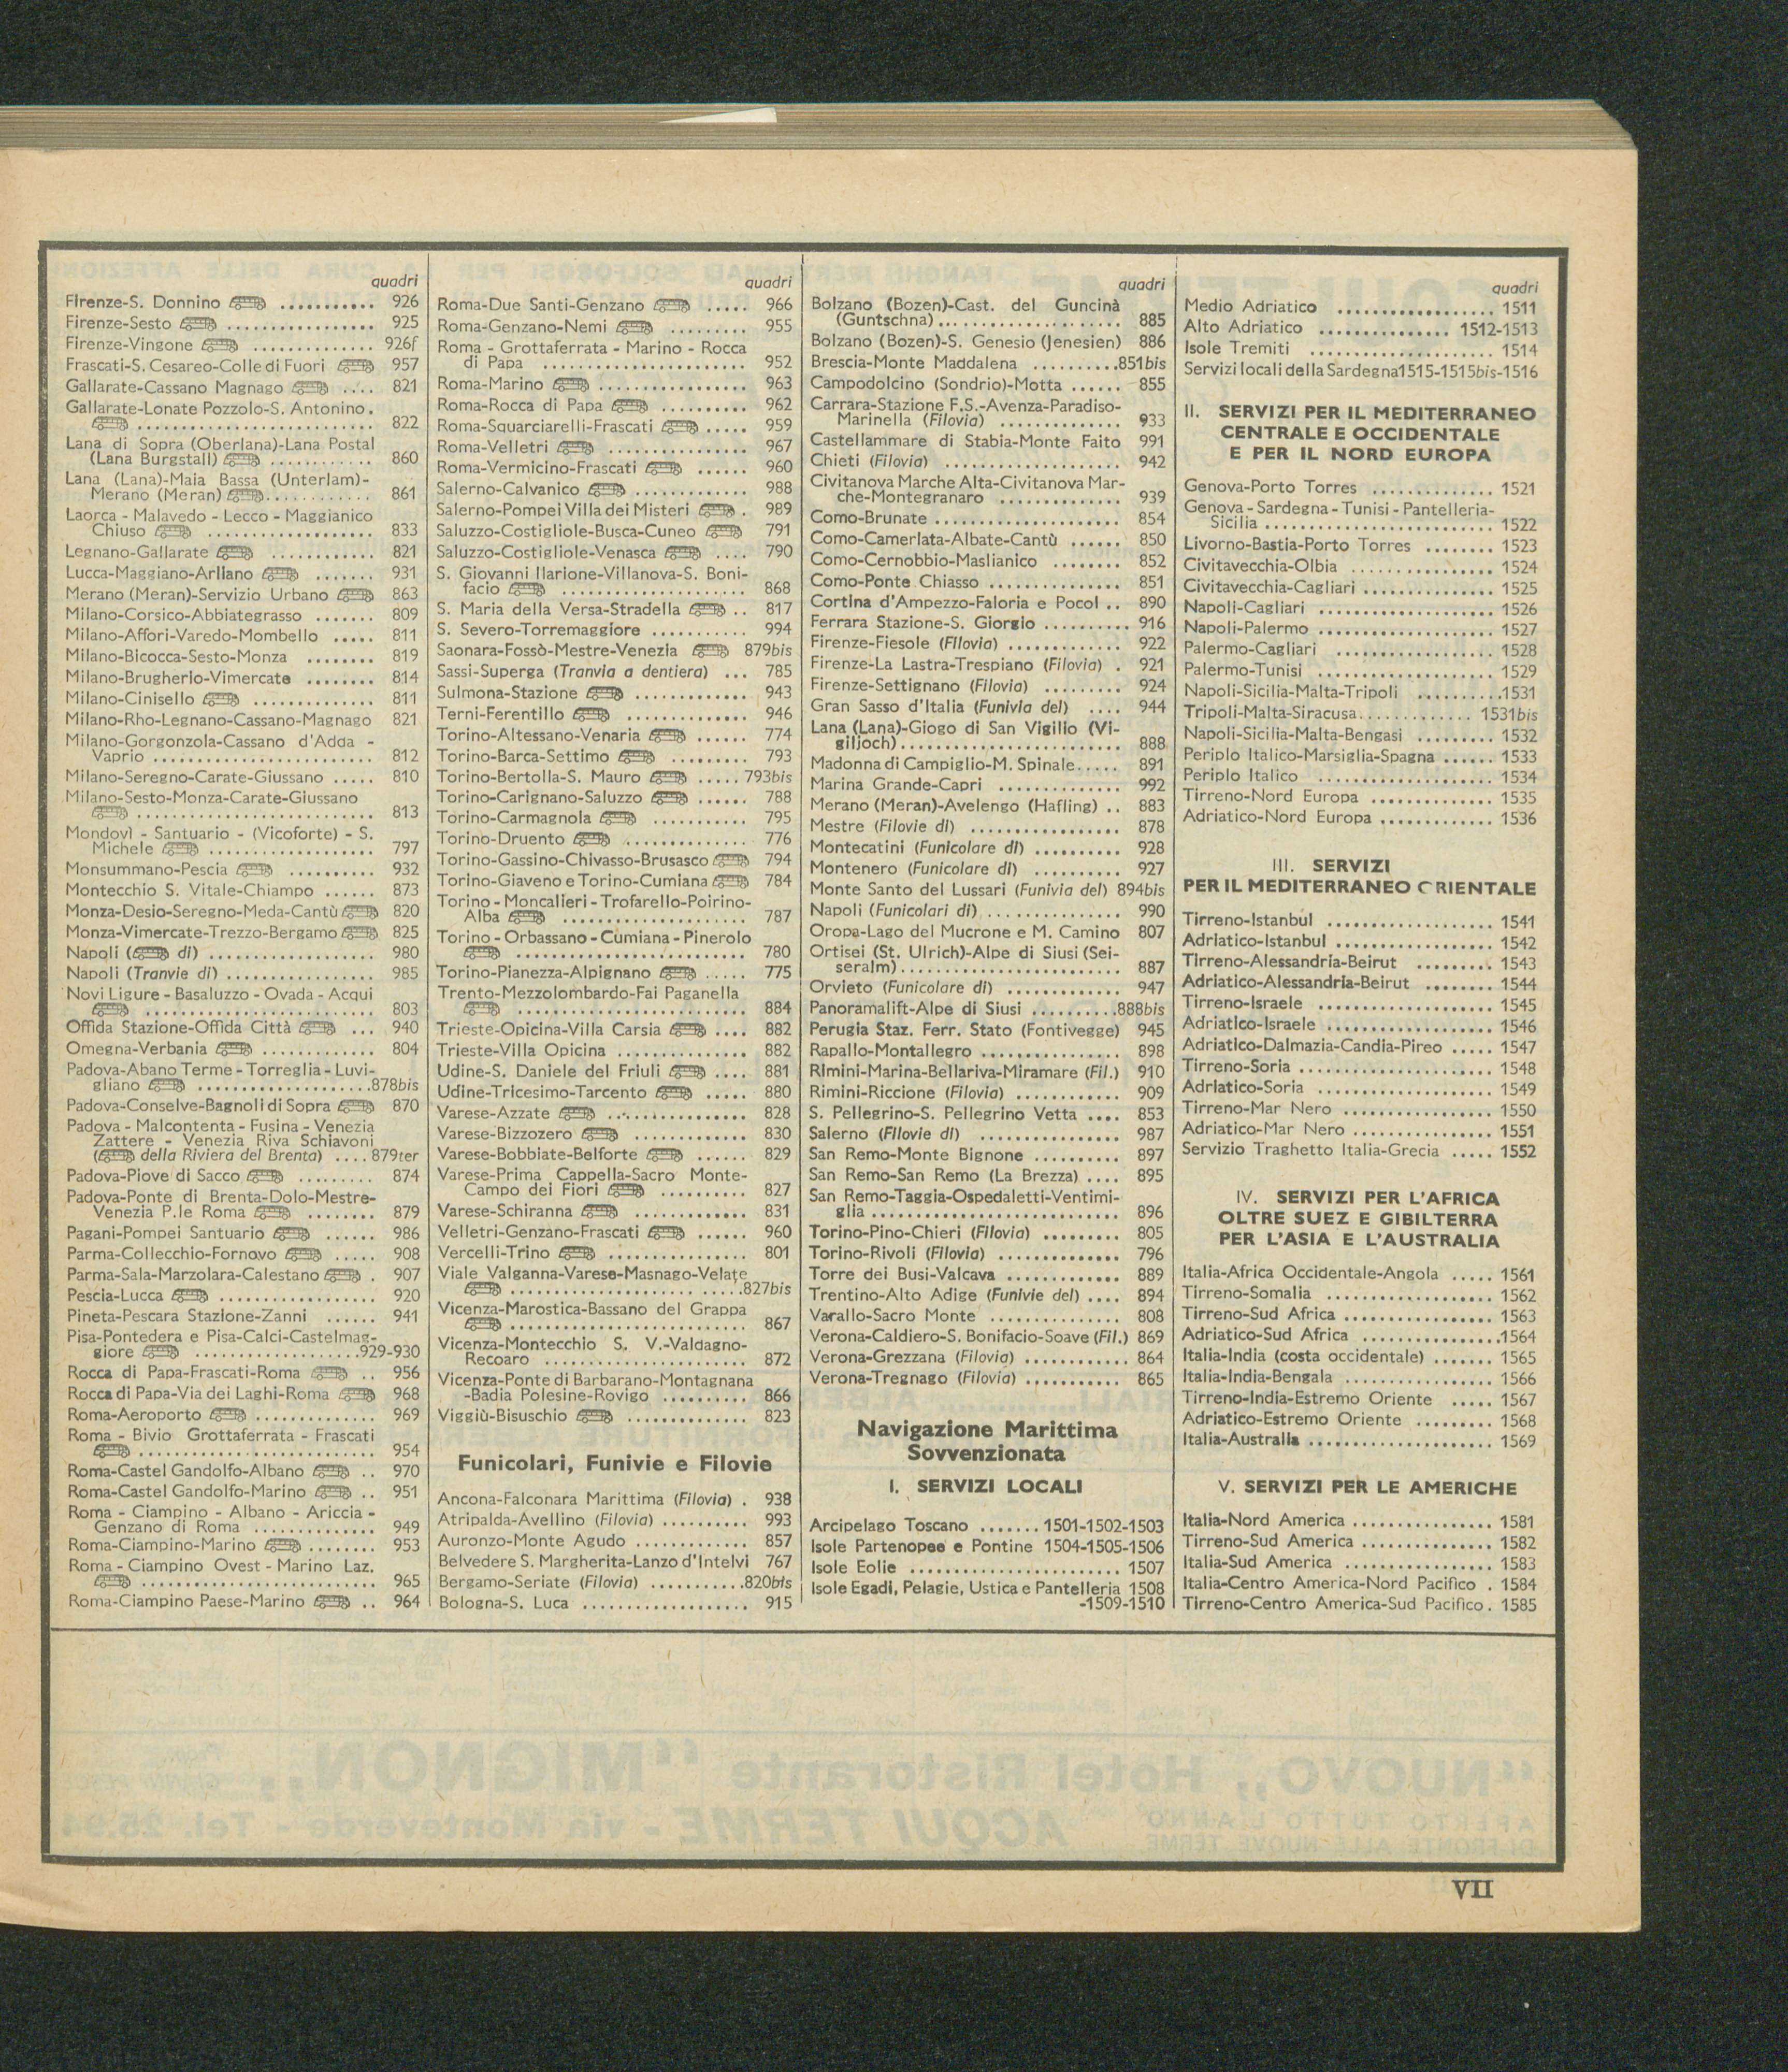 quadri
Firenze-S. Donnino ........... 926
Firenze-Sesto ................. 925
Firenze-Vingone .............. 926f
Frascati-S. Cesareo-Colle di Fuori 957
Gallarate-Cassano Magnago .... 821
Gallarate-Lonate Pozzolo-S. Antonino .
............................ 822
Lana di Sopra (Oberlana)-Lana Postal
(Lana Burgstall) ............ 860
Lana (Lana)-Maia Bassa (Unterlam)-
Merano (Meran) ............ 861
Laorca - Malavedo - Lecco - Maggianico
Chiuso ................... 833
Legnano-Gallarate ............ 821
Lucca-Maggiano-Arliano ....... 931
Merano (Meran)-Servizio Urbano 863
Milano-Corsico-Abbiategrasso ....... 809
Milano-Affori-Varedo-Mombello ..... 811
Milano-Bicocca-Sesto-Monza ........ 819
Milano-Brugherio-Vimercate ........ 814
Milano-Cinisello .............. 811
Milano-Rho-Legnano-Cassano-Magnago 821
Milano-Gorgonzola-Cassano d'Adda -
Vaprio ......................... 812
Milano-Seregno-Carate-Giussano ..... 810
Milano-Sesto-Monza-Carate-Giussano
............................ 813
Mondovì - Santuario - (Vicoforte) - S.
Michele ................... 797
Monsummano-Pescia .......... 932
Montecchio S. Vitale-Chiampo ...... 873
Monza-Desio-Seregno-Meda-Cantù 820
Monza-Vimercate-Trezzo-Bergamo 825
Napoli ( di) .................... 980
Napoli (Tranvie di) ................ 985
Novi Ligure - Basaluzzo - Ovada - Acqui
............................ 803
Offida Stazione-Offida Città ... 940
Omegna-Verbania ............. 804
Padova-Abano Terme - Torreglia - Luvi-
gliano .....................878bis
Padova-Conselve-Bagnoli di Sopra 870
Padova - Malcontenta - Fusina - Venezia
Zattere - Venezia Riva Schiavoni
( della Riviera del Brenta) .... 879ter
Padova-Piove di Sacco ......... 874
Padova-Ponte di Brenta-Dolo-Mestre-
Venezia P.le Roma ........ 879
Pagani-Pompei Santuario ...... 986
Parma-Collecchio-Fornovo ..... 908
Parma-Sala-Marzolara-Calestano . 907
Pescia-Lucca .................. 920
Pineta-Pescara Stazione-Zanni ...... 941
Pisa-Pontedera e Pisa-Calci-Castelmag-
giore ...................929-930
Rocca di Papa-Frascati-Roma .. 956
Rocca di Papa-Via dei Laghi-Roma 968
Roma-Aeroporto ............. 969
Roma - Bivio Grottaferrata - Frascati
............................ 954
Roma-Castel Gandolfo-Albano .. 970
Roma-Castel Gandolfo-Marino .. 951
Roma - Ciampino - Albano - Ariccia -
Genzano di Roma .............. 949
Roma-Ciampino-Marino ........ 953
Roma - Ciampino Ovest - Marino Laz.
............................ 965
Roma-Ciampino Paese-Marino .. 964
quadri
Roma-Due Santi-Genzano ..... 966
Roma-Genzano-Nemi ......... 955
Roma - Grottaferrata - Marino - Rocca
di Papa ........................ 952
Roma-Marino ................. 963
Roma-Rocca di Papa .......... 962
Roma-Squarciarelli-Frascati ..... 959
Roma-Velletri ................ 967
Roma-Vermicino-Frascati ...... 960
Salerno-Calvanico ............. 988
Salerno-Pompei Villa dei Misteri . 989
Saluzzo-Costigliole-Busca-Cuneo 791
Saluzzo-Costigliole-Venasca .... 790
S. Giovanni Ilarione-Villanova-S. Boni-
facio ...................... 868
S. Maria della Versa-Stradella .. 817
S. Severo-Torremaggiore ........... 994
Saonara-Fossò-Mestre-Venezia 879bis
Sassi-Superga (Tranvia a dentiera) ... 785
Sulmona-Stazione ............. 943
Terni-Ferentillo .............. 946
Torino-Altessano-Venaria ...... 774
Torino-Barca-Settimo ......... 793
Torino-Bertolla-S. Mauro ..... 793bis
Torino-Carignano-Saluzzo ...... 788
Torino-Carmagnola ........... 795
Torino-Druento .............. 776
Torino-Gassino-Chivasso-Brusasco 794
Torino-Giaveno e Torino-Cumiana 784
Torino - Moncalieri - Trofarello-Poirino-
Alba ...................... 787
Torino - Orbassano - Cumiana - Pinerolo
............................ 780
Torino-Pianezza-Alpignano ..... 775
Trento-Mezzolombardo-Fai Paganella
............................ 884
Trieste-Opicina-Villa Carsia .... 882
Trieste-Villa Opicina ............... 882
Udine-S. Daniele del Friuli .... 881
Udine-Tricesimo-Tarcento ..... 880
Varese-Azzate ................ 828
Varese-Bizzozero ............. 830
Varese-Bobbiate-Belforte ...... 829
Varese-Prima Cappella-Sacro Monte-
Campo dei Fiori .......... 827
Varese-Schiranna ............. 831
Velletri-Genzano-Frascati ...... 960
Vercelli-Trino ................ 801
Viale Valganna-Varese-Masnago-Velate
............................827bis
Vicenza-Marostica-Bassano del Grappa
............................ 867
Vicenza-Montecchio S. V.-Valdagno-
Recoaro ........................ 872
Vicenza-Ponte di Barbarano-Montagnana
-Badia Polesine-Rovigo .......... 866
Viggiù-Bisuschio .............. 823
Funicolari, Funivie e Filovie
Ancona-Falconara Marittima (Filovia) . 938
Atripalda-Avellino (Filovia) .......... 993
Auronzo-Monte Agudo ............ 857
Belvedere S. Margherita-Lanzo d'Intelvi 767
Bergamo-Seriate (Filovia) ...........820bis
Bologna-S. Luca ................... 915
quadri
Bolzano (Bozen)-Cast. del Guncinà
(Guntschna) ..................... 885
Bolzano (Bozen)-S. Genesio (Jenesien) 886
Brescia-Monte Maddalena ..........851bis
Campodolcino (Sondrio)-Motta ...... 855
Carrara-Stazione F.S.-Avenza-Paradiso-
Marinella (Filovia) .............. 933
Castellammare di Stabia-Monte Faito 991
Chieti (Filovia) .................... 942
Civitanova Marche Alta-Civitanova Mar-
che-Montegranaro .............. 939
Como-Brunate ..................... 854
Como-Camerlata-Albate-Cantù ...... 850
Como-Cernobbio-Maslianico ........ 852
Como-Ponte Chiasso ............... 851
Cortina d'Ampezzo-Faloria e Pocol .. 890
Ferrara Stazione-S. Giorgio .......... 916
Firenze-Fiesole (Filovia) ............. 922
Firenze-La Lastra-Trespiano (Filovia) . 921
Firenze-Settignano (Filovia) ......... 924
Gran Sasso d'Italia (Funivia del) .... 944
Lana (Lana)-Giogo di San Vigilio (Vi-
giljoch) ......................... 888
Madonna di Campiglio-M. Spinale ..... 891
Marina Grande-Capri .............. 992
Merano (Meran)-Avelengo (Hafling) .. 883
Mestre (Filovie di) ................. 878
Montecatini (Funicolare di) .......... 928
Montenero (Funicolare di) .......... 927
Monte Santo del Lussari (Funivia del) 894bis
Napoli (Funicolari di) ............... 990
Oropa-Lago del Mucrone e M. Camino 807
Ortisei (St. Ulrich)-Alpe di Siusi (Sei-
seralm) ......................... 887
Orvieto (Funicolare di) ............. 947
Panoramalift-Alpe di Siusi ..........888bis
Perugia Staz. Ferr. Stato (Fontivegge) 945
Rapallo-Montallegro ................ 898
Rimini-Marina-Bellariva-Miramare (Fil.) 910
Rimini-Riccione (Filovia) ............ 909
S. Pellegrino-S. Pellegrino Vetta .... 853
Salerno (Filovie di) ................ 987
San Remo-Monte Bignone .......... 897
San Remo-San Remo (La Brezza) .... 895
San Remo-Taggia-Ospedaletti-Ventimi-
glia ............................ 896
Torino-Pino-Chieri (Filovia) ......... 805
Torino-Rivoli (Filovia) ............. 796
Torre dei Busi-Valcava ............. 889
Trentino-Alto Adige (Funivie del) .... 894
Varallo-Sacro Monte ............... 808
Verona-Caldiero-S. Bonifacio-Soave (Fil.) 869
Verona-Grezzana (Filovia) ............ 864
Verona-Tregnago (Filovia) ........... 865
Navigazione Marittima
Sovvenzionata
I. SERVIZI LOCALI
Arcipelago Toscano ....... 1501-1502-1503
Isole Partenopee e Pontine 1504-1505-1506
Isole Eolie ........................ 1507
Isole Egadi, Pelagie, Ustica e Pantelleria 1508
-1509-1510
quadri
Medio Adriatico .................. 1511
Alto Adriatico ............... 1512-1513
Isole Tremiti ..................... 1514
Servizi locali della Sardegna 1515-1515bis-1516
II. SERVIZI PER IL MEDITERRANEO
CENTRALE E OCCIDENTALE
E PER IL NORD EUROPA
Genova-Porto Torres .............. 1521
Genova - Sardegna - Tunisi - Pantelleria-
Sicilia .......................... 1522
Livorno-Bastia-Porto Torres ........ 1523
Civitavecchia-Olbia ................ 1524
Civitavecchia-Cagliari ............... 1525
Napoli-Cagliari .................... 1526
Napoli-Palermo .................... 1527
Palermo-Cagliari .................. 1528
Palermo-Tunisi .................... 1529
Napoli-Sicilia-Malta-Tripoli ..........1531
Tripoli-Malta-Siracusa ............. 1531bis
Napoli-Sicilia-Malta-Bengasi ......... 1532
Periplo Italico-Marsiglia-Spagna ...... 1533
Periplo Italico .................... 1534
Tirreno-Nord Europa .............. 1535
Adriatico-Nord Europa ............. 1536
III. SERVIZI
PER IL MEDITERRANEO ORIENTALE
Tirreno-Istanbul ................... 1541
Adriatico-Istanbul .................. 1542
Tirreno-Alessandria-Beirut ......... 1543
Adriatico-Alessandria-Beirut ........ 1544
Tirreno-Israele .................... 1545
Adriatico-Israele ................... 1546
Adriatico-Dalmazia-Candia-Pireo ..... 1547
Tirreno-Soria ...................... 1548
Adriatico-Soria .................... 1549
Tirreno-Mar Nero ................. 1550
Adriatico-Mar Nero ................ 1551
Servizio Traghetto Italia-Grecia ..... 1552
IV. SERVIZI PER L'AFRICA
OLTRE SUEZ E GIBILTERRA
PER L'ASIA E L'AUSTRALIA
Italia-Africa Occidentale-Angola ..... 1561
Tirreno-Somalia ................... 1562
Tirreno-Sud Africa ................. 1563
Adriatico-Sud Africa ...............1564
Italia-India (costa occidentale) ....... 1565
Italia-India-Bengala ................. 1566
Tirreno-India-Estremo Oriente ..... 1567
Adriatico-Estremo Oriente ......... 1568
Italia-Australia ..................... 1569
V. SERVIZI PER LE AMERICHE
Italia-Nord America ................ 1581
Tirreno-Sud America ............... 1582
Italia-Sud America ................. 1583
Italia-Centro America-Nord Pacifico . 1584
Tirreno-Centro America-Sud Pacifico . 1585
VII